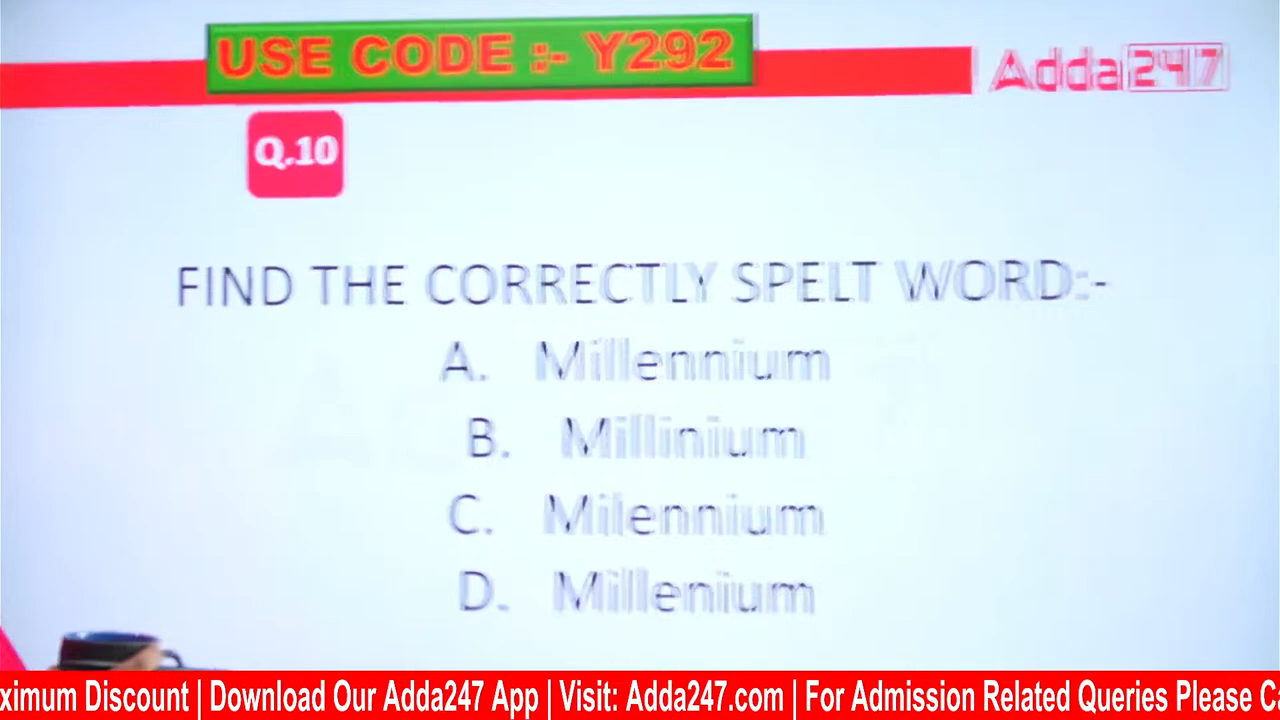 USE CODE :- Y292
Adda247
Q.10
FIND THE CORRECTLY SPELT WORD:-
A. Millennium
B. Millinium
C. Milennium
D. Millenium
ximum Discount | Download Our Adda247 App | Visit: Adda247.com | For Admission Related Queries Please Ca